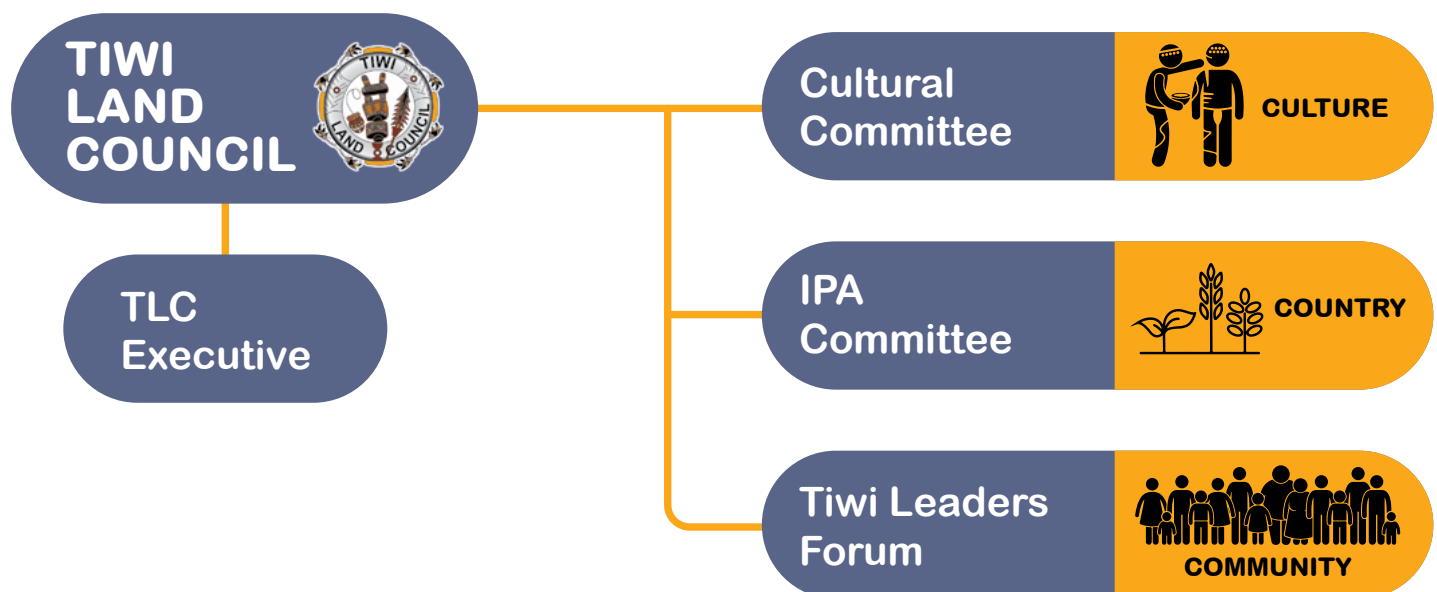 TIWI
LAND
COUNCIL
TIWI
LAND COUNCIL
TLC
Executive
Cultural
Committee
CULTURE
IPA
Committee
COUNTRY
Tiwi Leaders
Forum
COMMUNITY